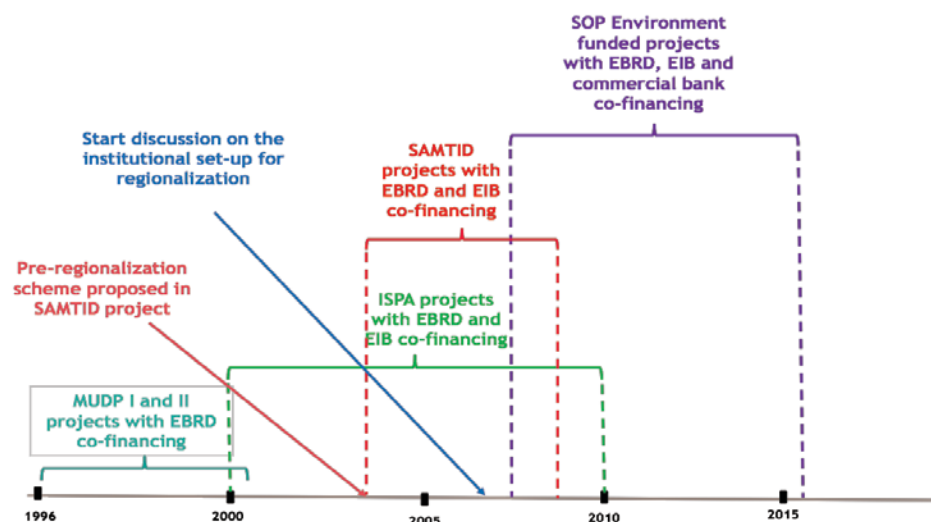 SOP Environment
funded projects
with EBRD, EIB and
commercial bank
co-financing
Start discussion on the
institutional set-up for
regionalization
SAMTID
projects with
EBRD and EIB
co-financing
Pre-regionalization
scheme proposed in
SAMTID project
ISPA projects
with EBRD and
EIB co-financing
MUDP I and II
projects with EBRD
co-financing
1996
2000
2005
2010
2015